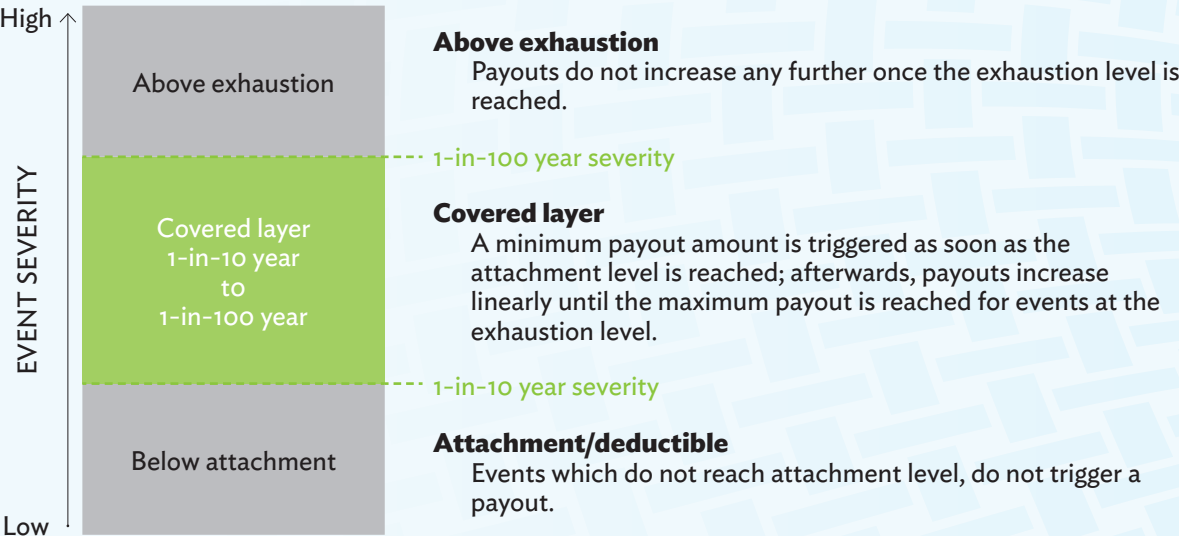 High
EVENT SEVERITY
Low
Above exhaustion
Covered layer
1-in-10 year
to
1-in-100 year
Below attachment
Above exhaustion
Payouts do not increase any further once the exhaustion level is
reached.
1-in-100 year severity
Covered layer
A minimum payout amount is triggered as soon as the
attachment level is reached; afterwards, payouts increase
linearly until the maximum payout is reached for events at the
exhaustion level.
1-in-10 year severity
Attachment/deductible
Events which do not reach attachment level, do not trigger a
payout.